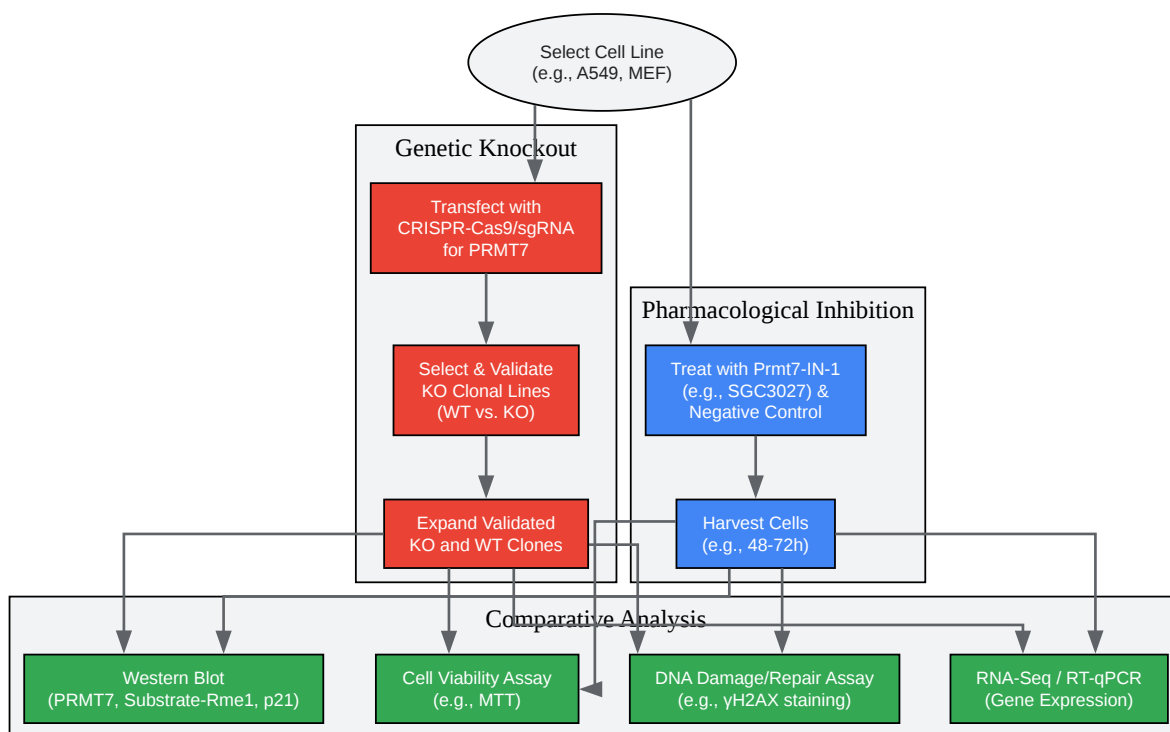 Select Cell Line
(e.g., A549, MEF)
Genetic Knockout
Transfect with
CRISPR-Cas9/sgRNA
for PRMT7
Select & Validate
KO Clonal Lines
(WT vs. KO)
Expand Validated
KO and WT Clones
Pharmacological Inhibition
Treat with Prmt7-IN-1
(e.g., SGC3027) &
Negative Control
Harvest Cells
(e.g., 48-72h)
Comparative Analysis
Western Blot
(PRMT7, Substrate-Rme1, p21)
Cell Viability Assay
(e.g., MTT)
DNA Damage/Repair Assay
(e.g., γH2AX staining)
RNA-Seq / RT-qPCR
(Gene Expression)